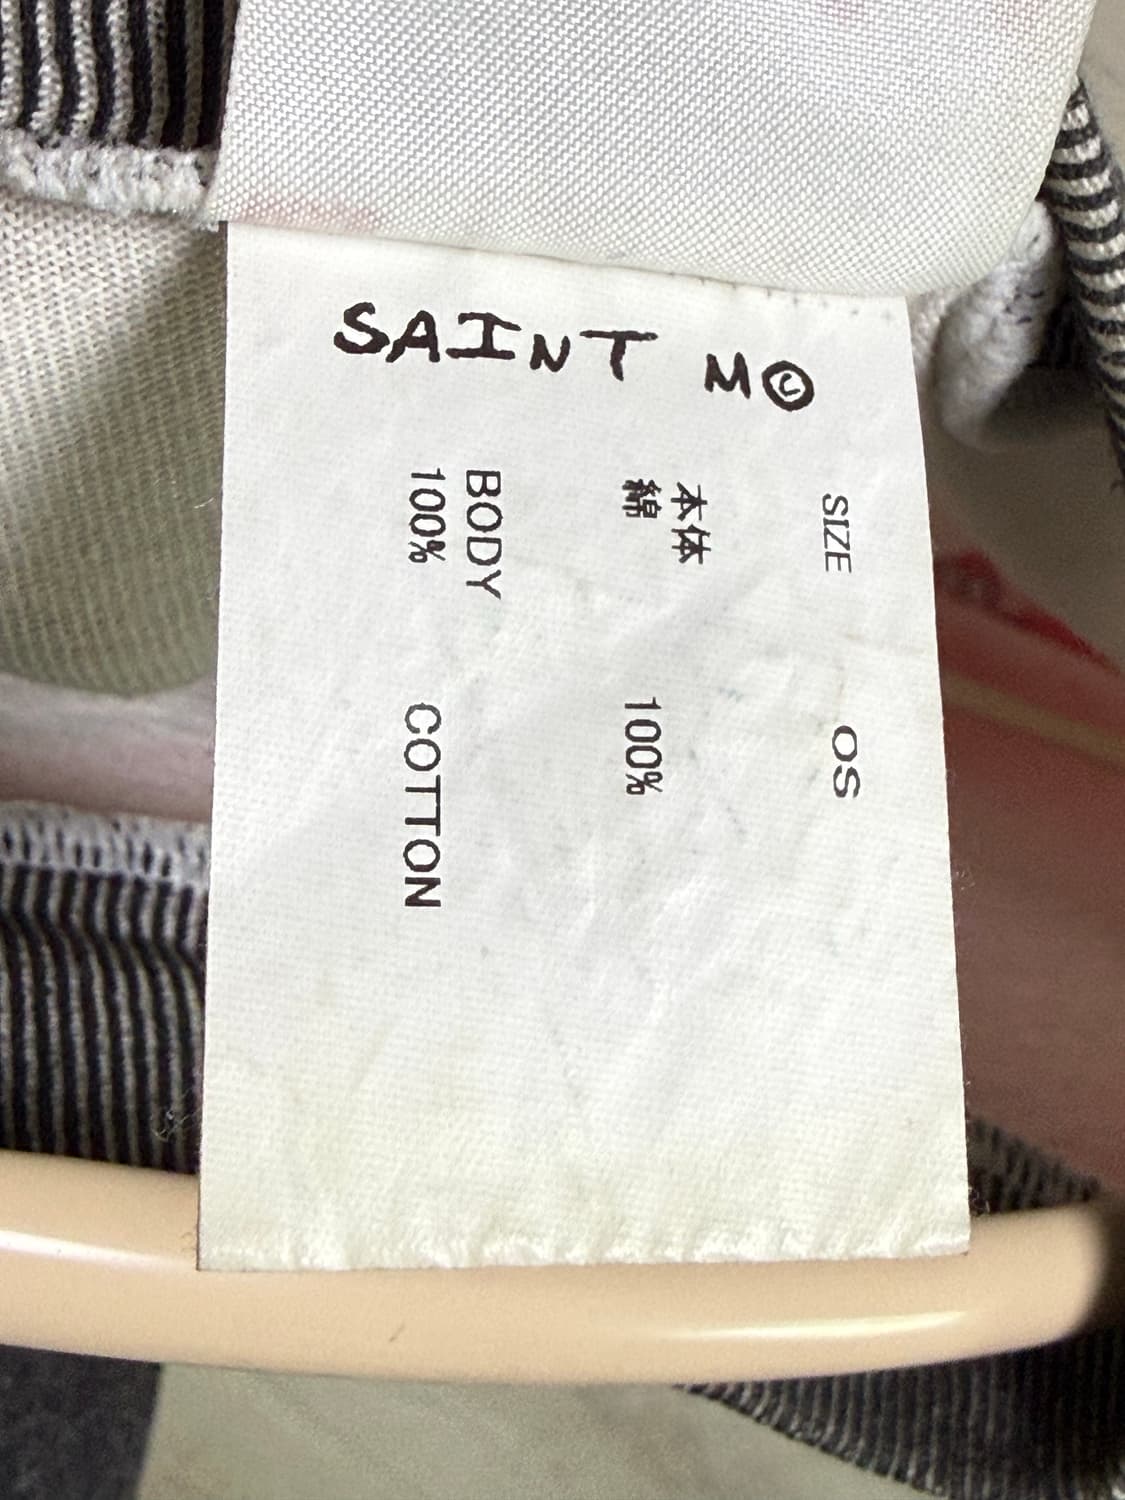 SAINT M©
SIZE OS
本体
綿 100%
BODY
100% COTTON